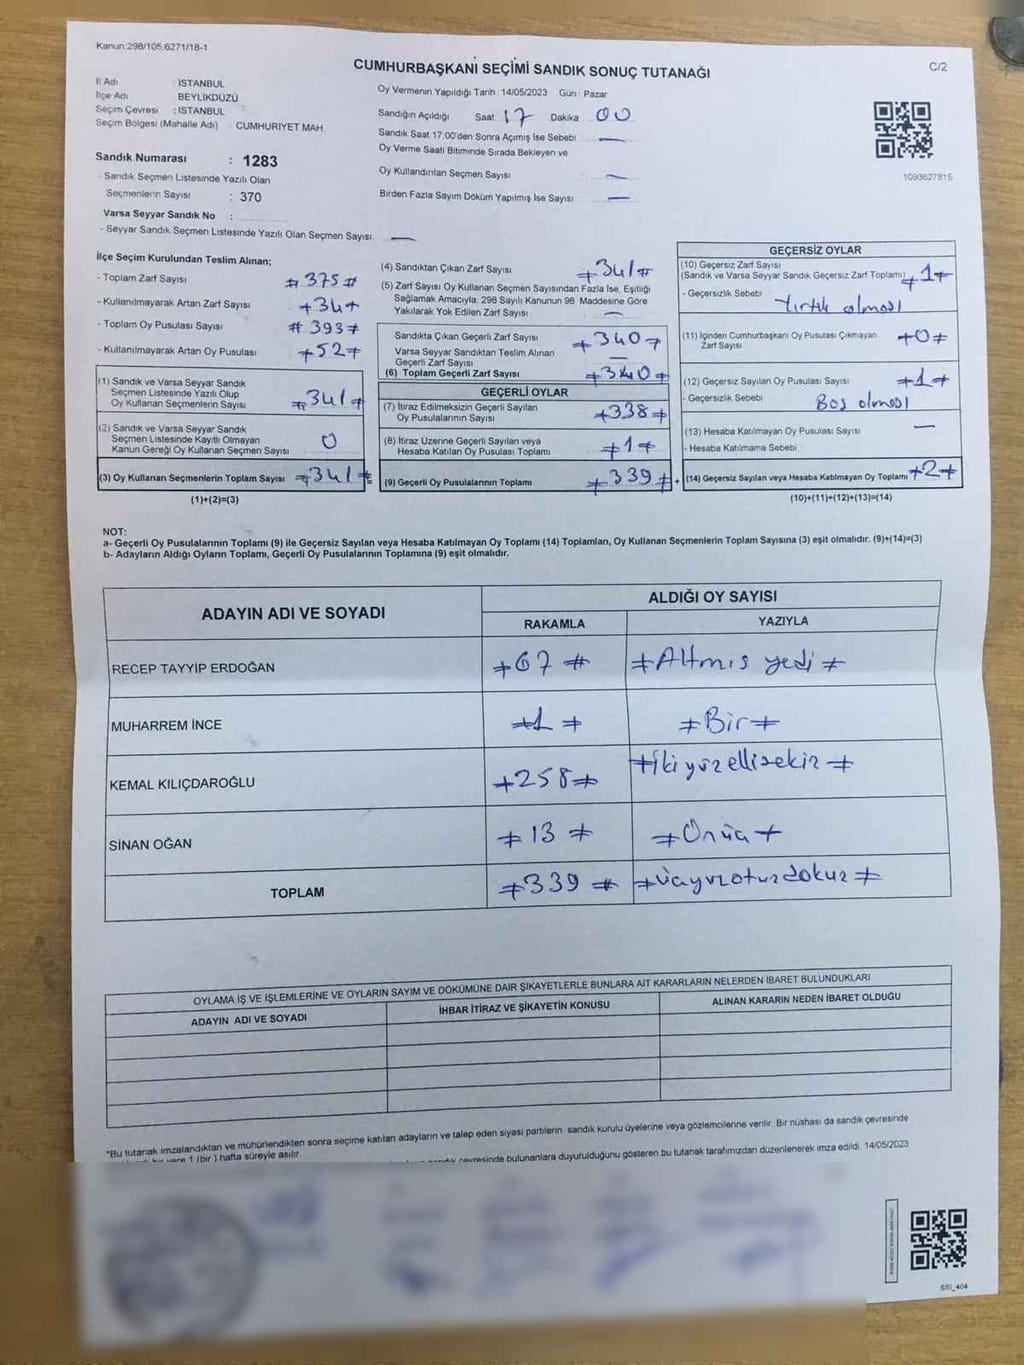 Kanun:298/105.6271/18-1
C/2
CUMHURBAŞKANI SEÇİMİ SANDIK SONUÇ TUTANAĞI
İl Adı : İSTANBUL
İlçe Adı : BEYLİKDÜZÜ
Seçim Çevresi : İSTANBUL
Seçim Bölgesi (Mahalle Adı) : CUMHURİYET MAH.
Sandık Numarası : 1283
- Sandık Seçmen Listesinde Yazılı Olan
Seçmenlerin Sayısı : 370
Varsa Seyyar Sandık No :
- Seyyar Sandık Seçmen Listesinde Yazılı Olan Seçmen Sayısı: —
Oy Vermenin Yapıldığı Tarih : 14/05/2023 Gün : Pazar
Sandığın Açıldığı Saat 17 Dakika 00
Sandık Saat 17:00'den Sonra Açımış İse Sebebi —
Oy Verme Saati Bitiminde Sırada Bekleyen ve
Oy Kullandırılan Seçmen Sayısı —
Birden Fazla Sayım Döküm Yapılmış İse Sayısı —
1093627815
İlçe Seçim Kurulundan Teslim Alınan;
- Toplam Zarf Sayısı # 375 #
- Kullanılmayarak Artan Zarf Sayısı ≠34≠
- Toplam Oy Pusulası Sayısı # 393≠
- Kullanılmayarak Artan Oy Pusulası ≠52≠
(1) Sandık ve Varsa Seyyar Sandık
Seçmen Listesinde Yazılı Olup
Oy Kullanan Seçmenlerin Sayısı ≠341≠
(2) Sandık ve Varsa Seyyar Sandık
Seçmen Listesinde Kayıtlı Olmayan
Kanun Gereği Oy Kullanan Seçmen Sayısı 0
(3) Oy Kullanan Seçmenlerin Toplam Sayısı ≠341≠
(1)+(2)=(3)
(4) Sandıktan Çıkan Zarf Sayısı ≠341#
(5) Zarf Sayısı Oy Kullanan Seçmen Sayısından Fazla İse, Eşitliği
Sağlamak Amacıyla, 298 Sayılı Kanunun 98 Maddesine Göre
Yakılarak Yok Edilen Zarf Sayısı —
Sandıkta Çıkan Geçerli Zarf Sayısı ≠340≠
Varsa Seyyar Sandıktan Teslim Alınan
Geçerli Zarf Sayısı —
(6) Toplam Geçerli Zarf Sayısı ≠340≠
GEÇERLİ OYLAR
(7) İtiraz Edilmeksizin Geçerli Sayılan
Oy Pusulalarının Sayısı ≠338≠
(8) İtiraz Üzerine Geçerli Sayılan veya
Hesaba Katılan Oy Pusulası Toplamı ≠1≠
(9) Geçerli Oy Pusulalarının Toplamı ≠339≠
GEÇERSİZ OYLAR
(10) Geçersiz Zarf Sayısı
(Sandık ve Varsa Seyyar Sandık Geçersiz Zarf Toplamı) ≠1≠
- Geçersizlik Sebebi Yırtık olması
(11) İçinden Cumhurbaşkanı Oy Pusulası Çıkmayan
Zarf Sayısı ≠0≠
(12) Geçersiz Sayılan Oy Pusulası Sayısı ≠1≠
- Geçersizlik Sebebi Boş olması
(13) Hesaba Katılmayan Oy Pusulası Sayısı —
- Hesaba Katılmama Sebebi
+ (14) Geçersiz Sayılan veya Hesaba Katılmayan Oy Toplamı ≠2≠
(10)+(11)+(12)+(13)=(14)
NOT:
a- Geçerli Oy Pusulalarının Toplamı (9) ile Geçersiz Sayılan veya Hesaba Katılmayan Oy Toplamı (14) Toplamları, Oy Kullanan Seçmenlerin Toplam Sayısına (3) eşit olmalıdır. (9)+(14)=(3)
b- Adayların Aldığı Oyların Toplamı, Geçerli Oy Pusulalarının Toplamına (9) eşit olmalıdır.
ADAYIN ADI VE SOYADI
ALDIĞI OY SAYISI
RAKAMLA YAZIYLA
RECEP TAYYİP ERDOĞAN ≠67 # ≠Altmış yedi≠
MUHARREM İNCE ≠1≠ ≠Bir≠
KEMAL KILIÇDAROĞLU ≠258≠ ≠İkiyüzellisekiz≠
SİNAN OĞAN ≠13≠ ≠Onüç≠
TOPLAM ≠339≠ ≠üçyüzotuzdokuz≠
OYLAMA İŞ VE İŞLEMLERİNE VE OYLARIN SAYIM VE DÖKÜMÜNE DAİR ŞİKAYETLERLE BUNLARA AİT KARARLARIN NELERDEN İBARET BULUNDUKLARI
ADAYIN ADI VE SOYADI İHBAR İTİRAZ VE ŞİKAYETİN KONUSU ALINAN KARARIN NEDEN İBARET OLDUĞU
*Bu tutanak imzalandıktan ve mühürlendikten sonra seçime katılan adayların ve talep eden siyasi partilerin sandık kurulu üyelerine veya gözlemcilerine verilir. Bir nüshası da sandık çevresinde
1 (bir) hafta süreyle asılır.
çevresinde bulunanlara duyurulduğunu gösteren bu tutanak tarafımızdan düzenlenerek imza edildi. 14/05/2023
SSI_404